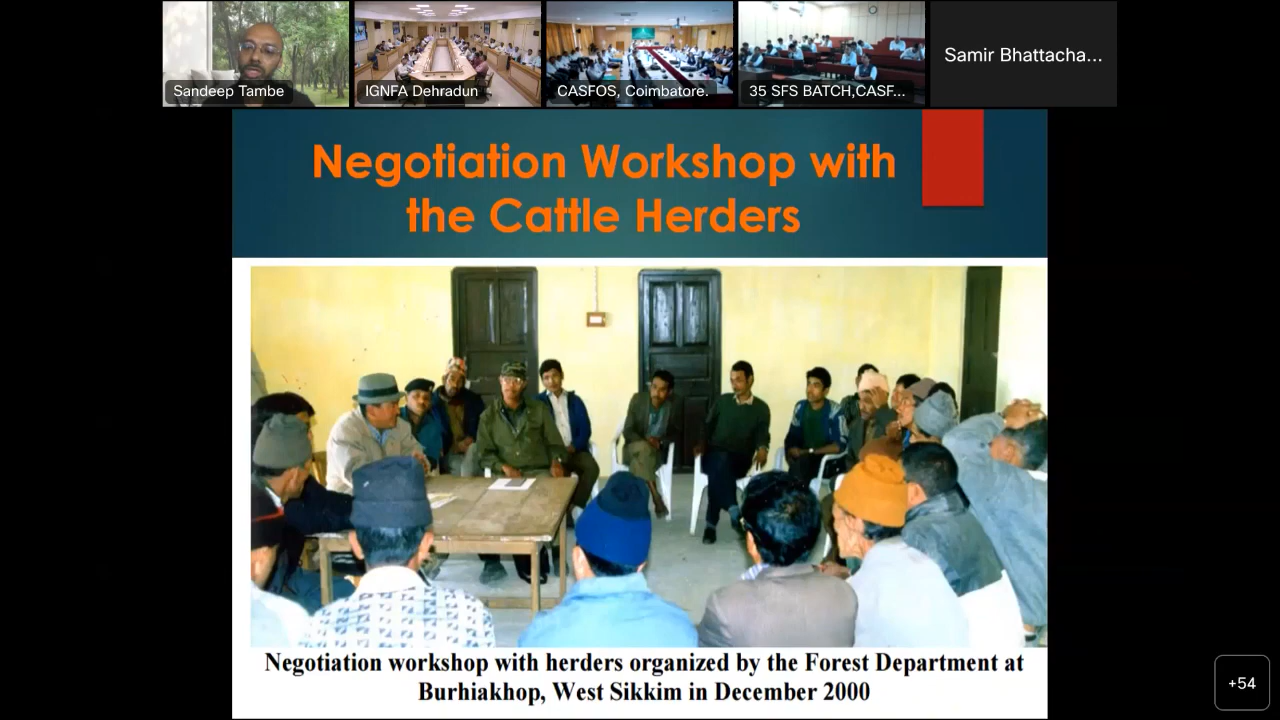 Sandeep Tambe
IGNFA Dehradun
CASFOS, Coimbatore.
35 SFS BATCH,CASF...
Samir Bhattacha...
Negotiation Workshop with
the Cattle Herders
Negotiation workshop with herders organized by the Forest Department at
Burhiakhop, West Sikkim in December 2000
+54